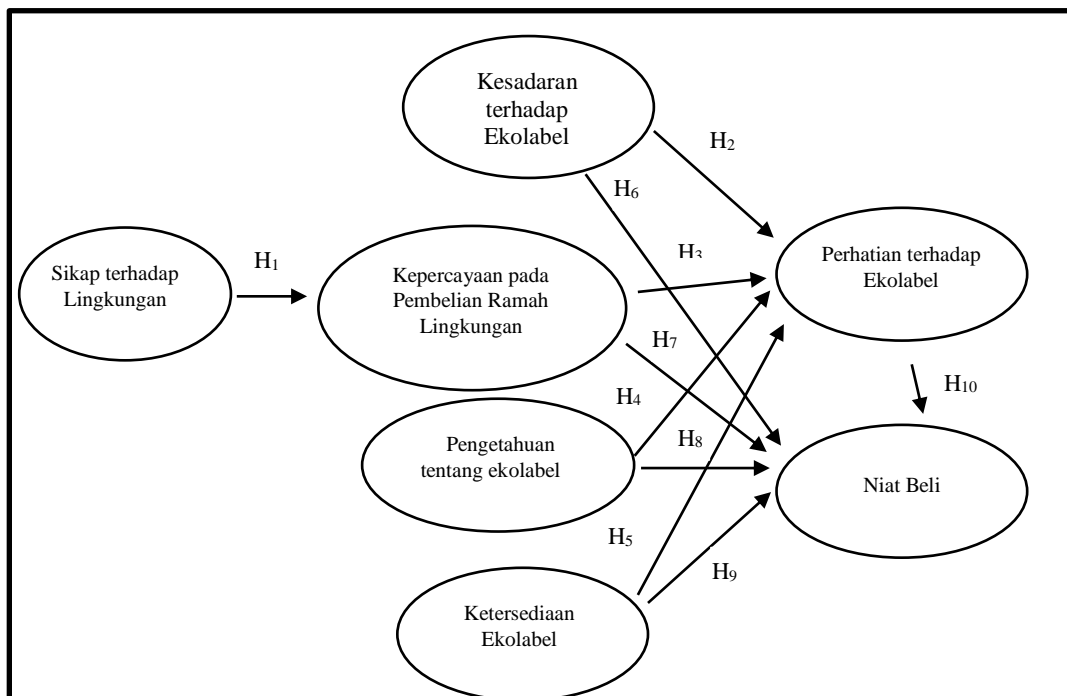 Kesadaran
terhadap
Ekolabel
H2
H6
Sikap terhadap
Lingkungan
H1
Kepercayaan pada
Pembelian Ramah
Lingkungan
H3
Perhatian terhadap
Ekolabel
H7
H4
H10
Pengetahuan
tentang ekolabel
H8
Niat Beli
H5
H9
Ketersediaan
Ekolabel